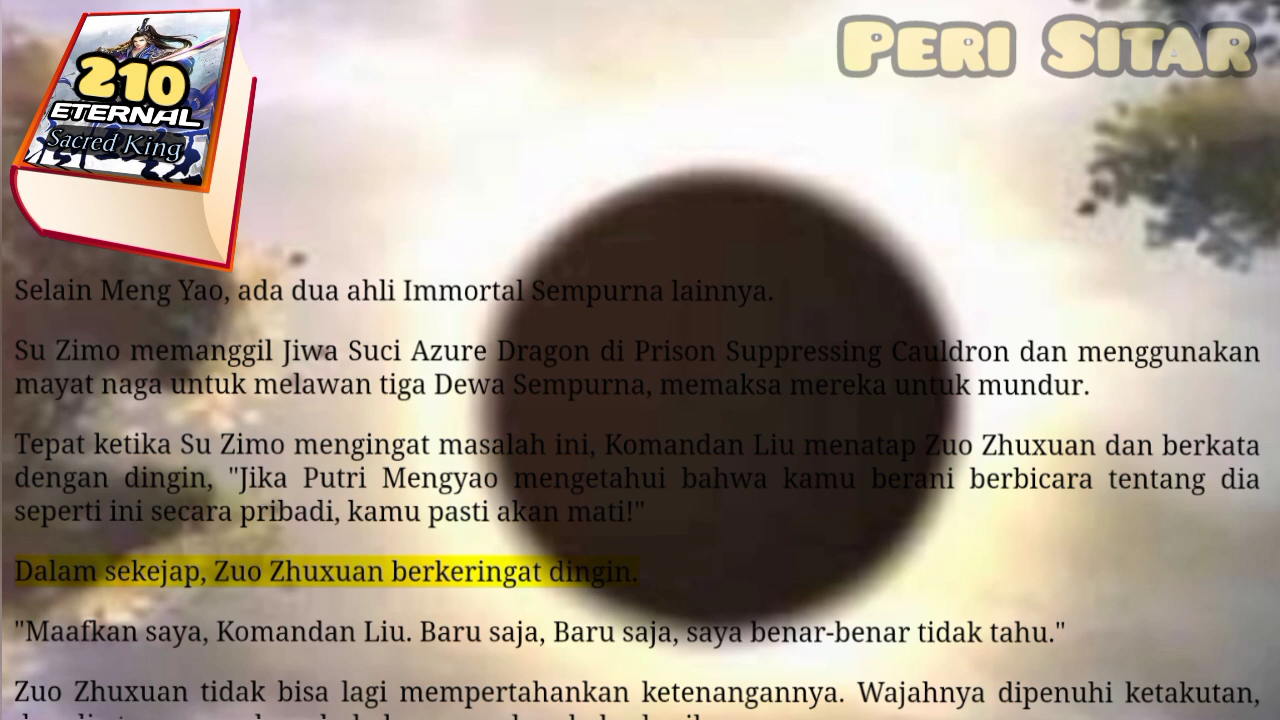 210
ETERNAL
Sacred King
PERI SITAR
Selain Meng Yao, ada dua ahli Immortal Sempurna lainnya.
Su Zimo memanggil Jiwa Suci Azure Dragon di Prison Suppressing Cauldron dan menggunakan
mayat naga untuk melawan tiga Dewa Sempurna, memaksa mereka untuk mundur.
Tepat ketika Su Zimo mengingat masalah ini, Komandan Liu menatap Zuo Zhuxuan dan berkata
dengan dingin, "Jika Putri Mengyao mengetahui bahwa kamu berani berbicara tentang dia
seperti ini secara pribadi, kamu pasti akan mati!"
Dalam sekejap, Zuo Zhuxuan berkeringat dingin.
"Maafkan saya, Komandan Liu. Baru saja, Baru saja, saya benar-benar tidak tahu."
Zuo Zhuxuan tidak bisa lagi mempertahankan ketenangannya. Wajahnya dipenuhi ketakutan,